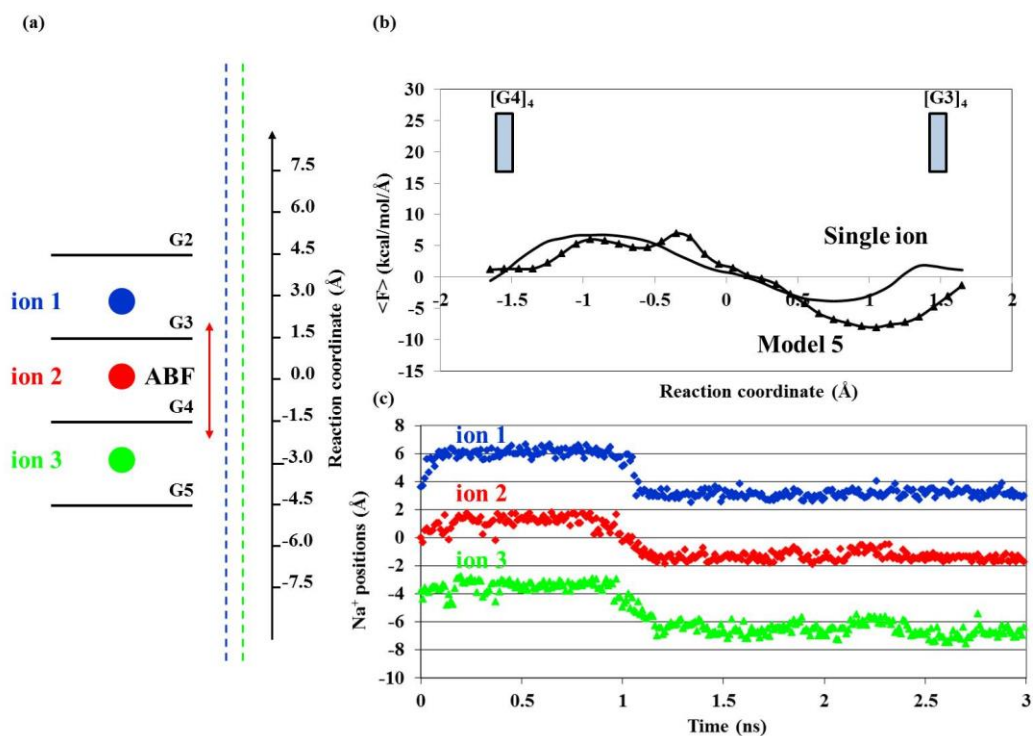 (a)
G2
ion 1
G3
ion 2
ABF
G4
ion 3
G5
7.5
6.0
4.5
3.0
1.5
0.0
-1.5
-3.0
-4.5
-6.0
-7.5
Reaction coordinate (Å)
(b)
30
25
20
15
10
5
0
-5
-10
-15
<F> (kcal/mol/Å)
[G4]4
[G3]4
Single ion
Model 5
-2
-1.5
-1
-0.5
0
0.5
1
1.5
2
Reaction coordinate (Å)
(c)
8
6
4
2
0
-2
-4
-6
-8
-10
Na+ positions (Å)
ion 1
ion 2
ion 3
0
0.5
1
1.5
2
2.5
3
Time (ns)